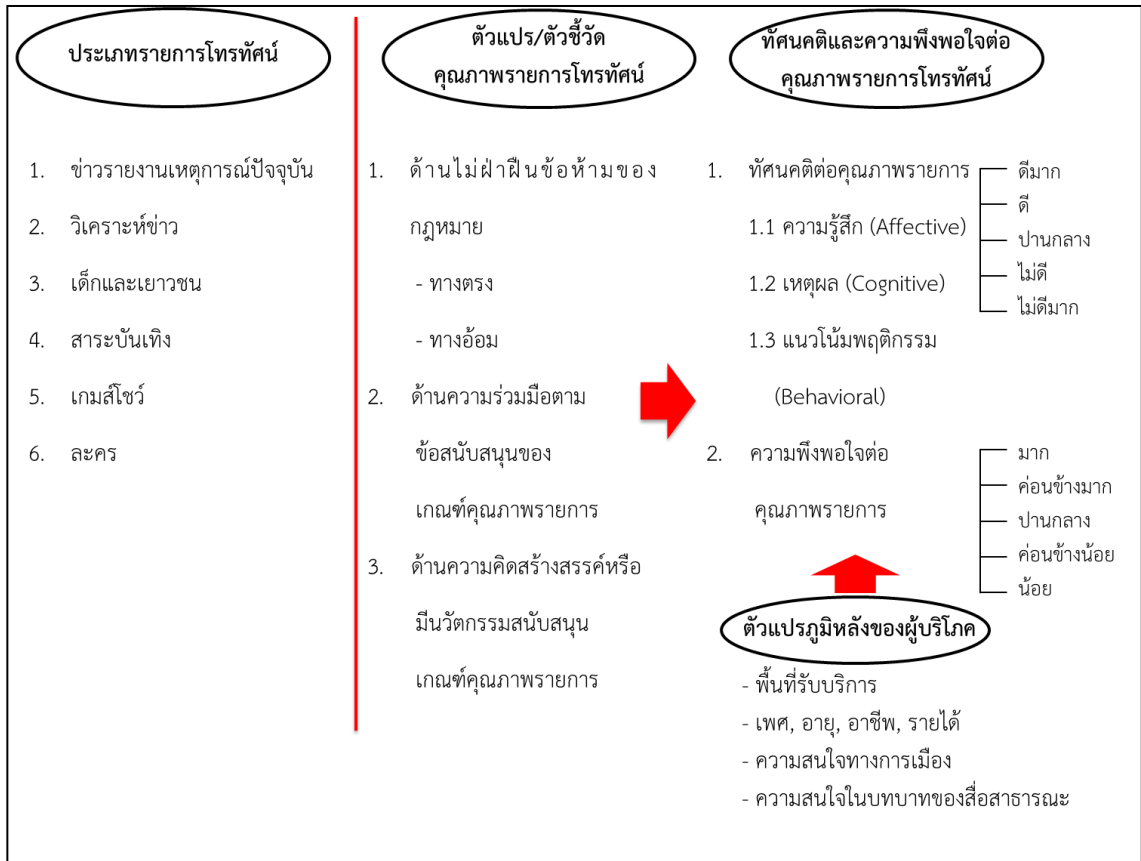 ประเภทรายการโทรทัศน์
1. ข่าวรายงานเหตุการณ์ปัจจุบัน
2. วิเคราะห์ข่าว
3. เด็กและเยาวชน
4. สาระบันเทิง
5. เกมส์โชว์
6. ละคร
ตัวแปร/ตัวชี้วัด
คุณภาพรายการโทรทัศน์
1. ด้านไม่ฝ่าฝืนข้อห้ามของ
กฎหมาย
- ทางตรง
- ทางอ้อม
2. ด้านความร่วมมือตาม
ข้อสนับสนุนของ
เกณฑ์คุณภาพรายการ
3. ด้านความคิดสร้างสรรค์หรือ
มีนวัตกรรมสนับสนุน
เกณฑ์คุณภาพรายการ
ทัศนคติและความพึงพอใจต่อ
คุณภาพรายการโทรทัศน์
1. ทัศนคติต่อคุณภาพรายการ
1.1 ความรู้สึก (Affective)
1.2 เหตุผล (Cognitive)
1.3 แนวโน้มพฤติกรรม
(Behavioral)
ดีมาก
ดี
ปานกลาง
ไม่ดี
ไม่ดีมาก
2. ความพึงพอใจต่อ
คุณภาพรายการ
มาก
ค่อนข้างมาก
ปานกลาง
ค่อนข้างน้อย
น้อย
ตัวแปรภูมิหลังของผู้บริโภค
- พื้นที่รับบริการ
- เพศ, อายุ, อาชีพ, รายได้
- ความสนใจทางการเมือง
- ความสนใจในบทบาทของสื่อสาธารณะ